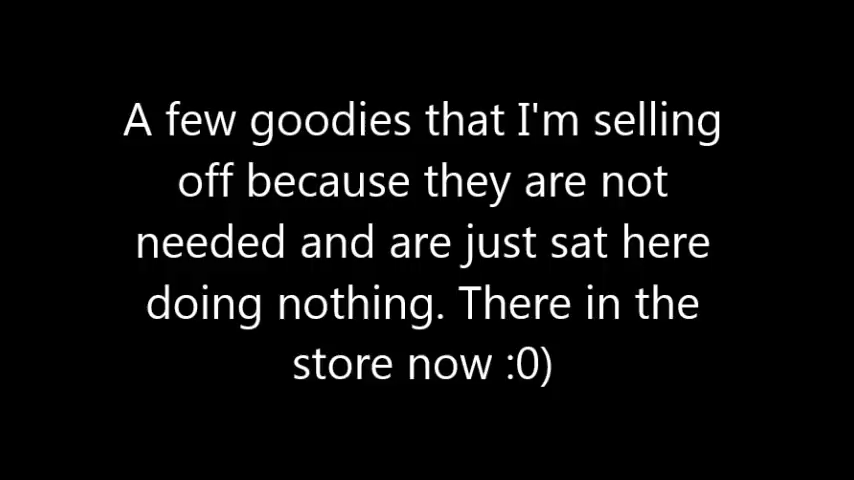 A few goodies that I'm selling
off because they are not
needed and are just sat here
doing nothing. There in the
store now :0)